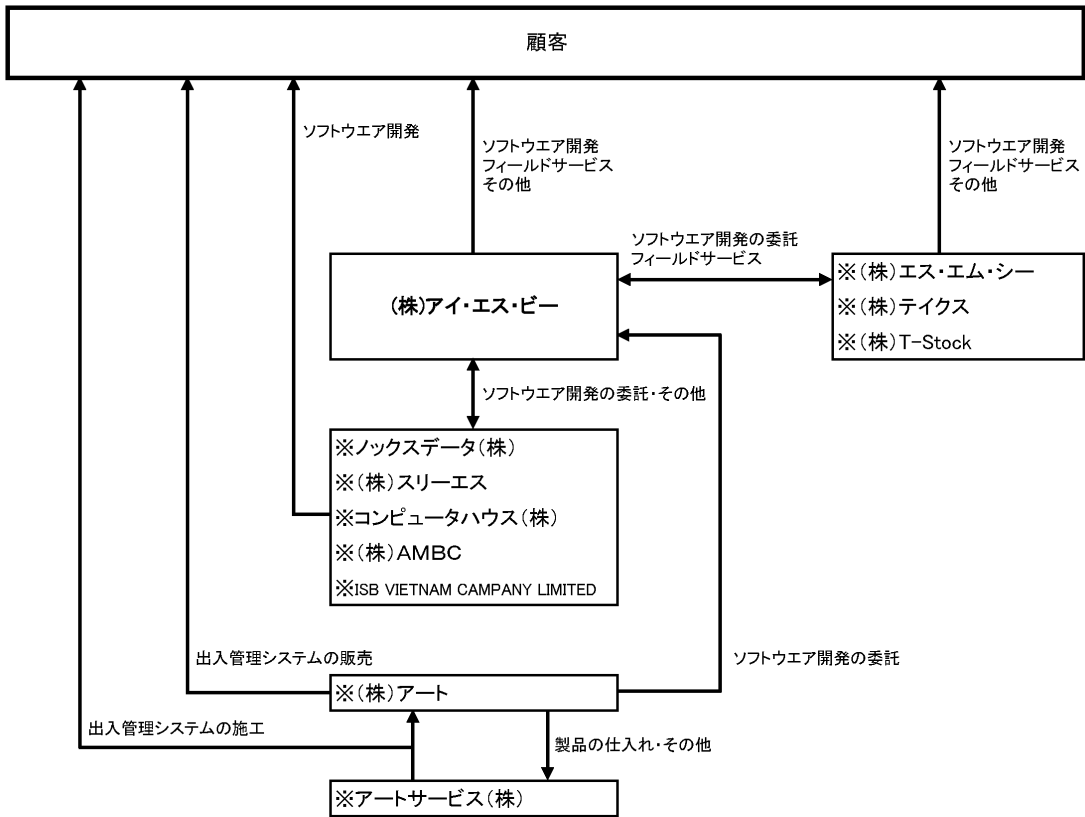 顧客
ソフトウエア開発
ソフトウエア開発
フィールドサービス
その他
ソフトウエア開発
フィールドサービス
その他
ソフトウエア開発の委託
フィールドサービス
(株)アイ・エス・ビー
※(株)エス・エム・シー
※(株)テイクス
※(株)T-Stock
ソフトウエア開発の委託・その他
※ノックスデータ(株)
※(株)スリーエス
※コンピュータハウス(株)
※(株)AMBC
※ISB VIETNAM CAMPANY LIMITED
出入管理システムの販売
ソフトウエア開発の委託
※(株)アート
出入管理システムの施工
製品の仕入れ・その他
※アートサービス(株)